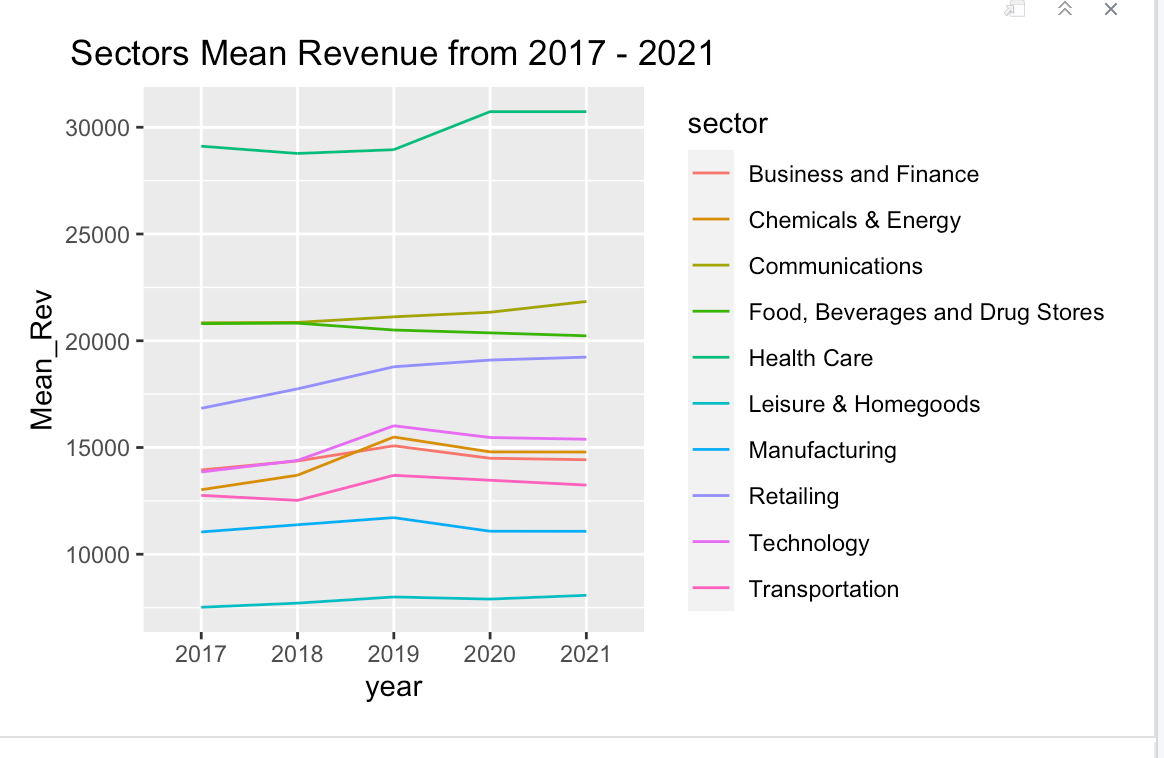 Sectors Mean Revenue from 2017 - 2021
30000
25000
20000
15000
10000
Mean_Rev
2017 2018 2019 2020 2021
year
sector
Business and Finance
Chemicals & Energy
Communications
Food, Beverages and Drug Stores
Health Care
Leisure & Homegoods
Manufacturing
Retailing
Technology
Transportation